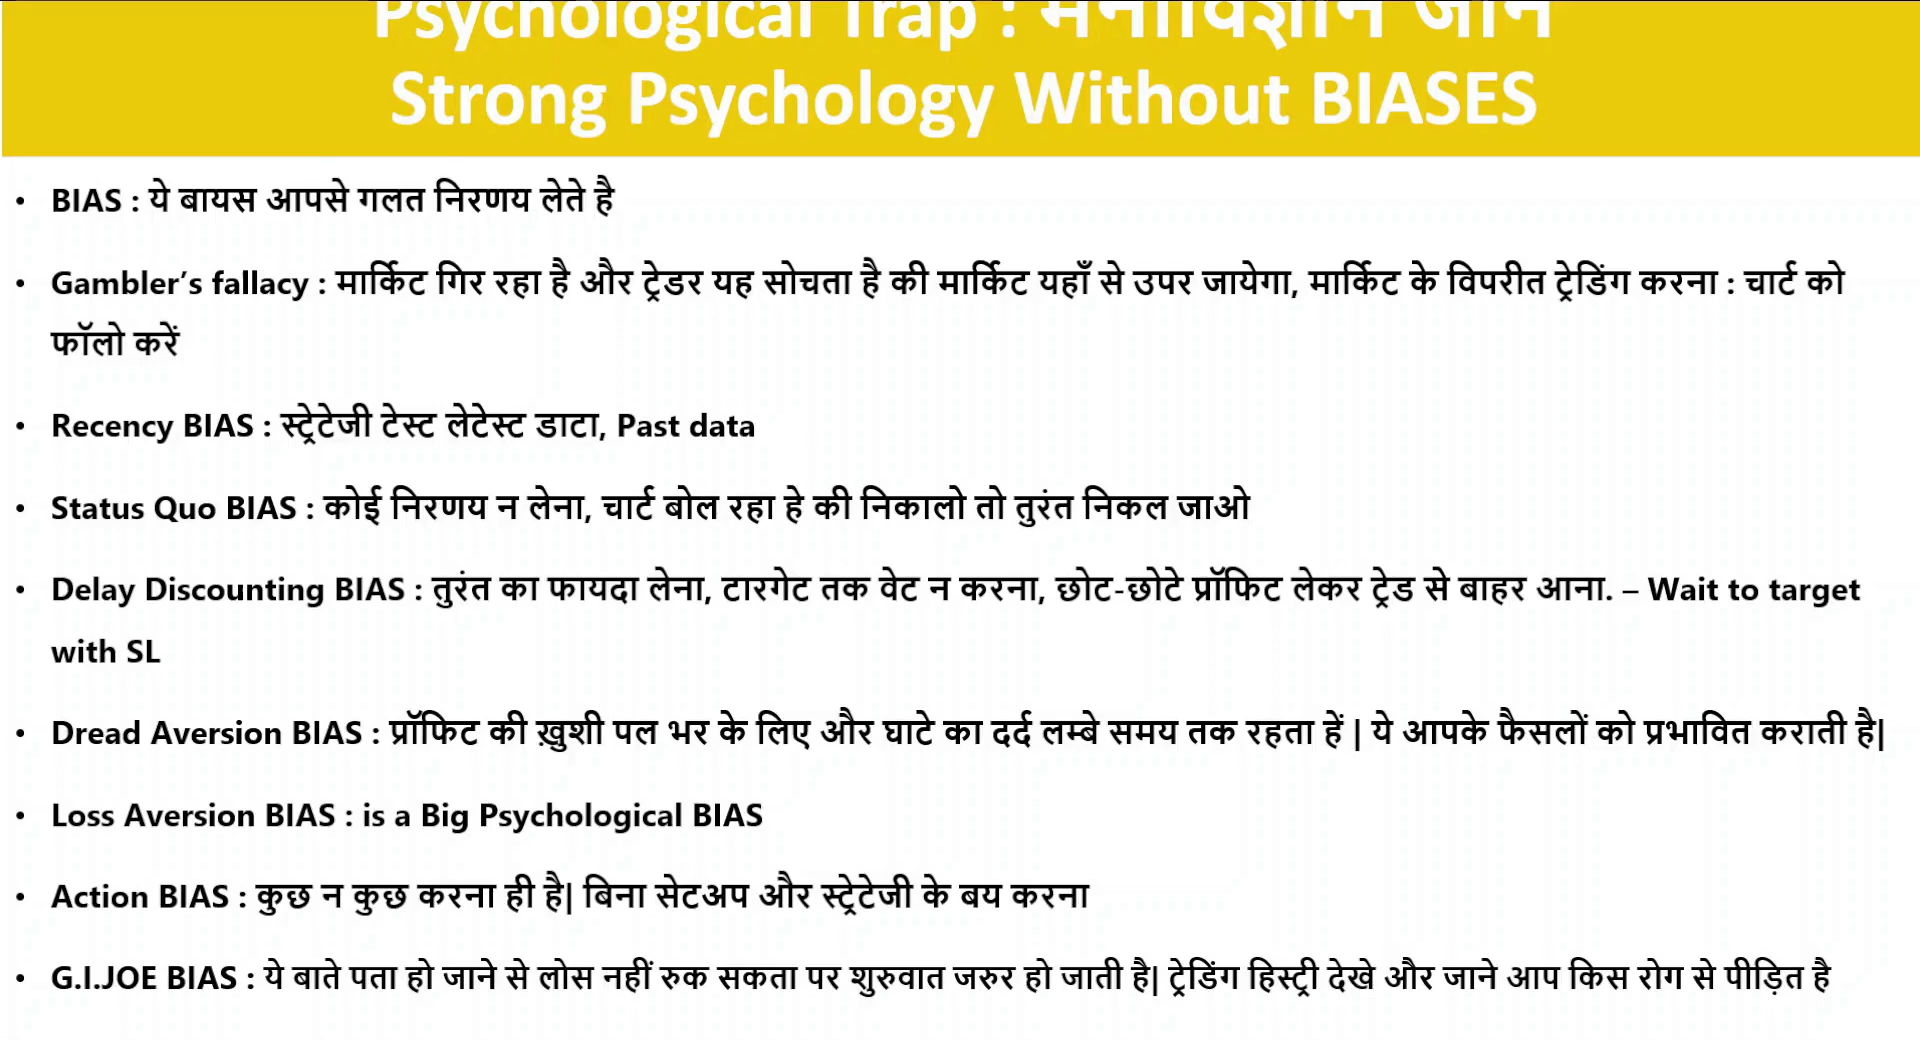 Psychological Trap : मनोविज्ञान जाने
Strong Psychology Without BIASES
• BIAS : ये बायस आपसे गलत निरणय लेते है
• Gambler’s fallacy : मार्किट गिर रहा है और ट्रेडर यह सोचता है की मार्किट यहाँ से उपर जायेगा, मार्किट के विपरीत ट्रेडिंग करना : चार्ट को
फॉलो करें
• Recency BIAS : स्ट्रेटेजी टेस्ट लेटेस्ट डाटा, Past data
• Status Quo BIAS : कोई निरणय न लेना, चार्ट बोल रहा हे की निकालो तो तुरंत निकल जाओ
• Delay Discounting BIAS : तुरंत का फायदा लेना, टारगेट तक वेट न करना, छोट-छोटे प्रॉफिट लेकर ट्रेड से बाहर आना. – Wait to target
with SL
• Dread Aversion BIAS : प्रॉफिट की ख़ुशी पल भर के लिए और घाटे का दर्द लम्बे समय तक रहता हें | ये आपके फैसलों को प्रभावित कराती है|
• Loss Aversion BIAS : is a Big Psychological BIAS
• Action BIAS : कुछ न कुछ करना ही है| बिना सेटअप और स्ट्रेटेजी के बय करना
• G.I.JOE BIAS : ये बाते पता हो जाने से लोस नहीं रुक सकता पर शुरुवात जरुर हो जाती है| ट्रेडिंग हिस्ट्री देखे और जाने आप किस रोग से पीड़ित है